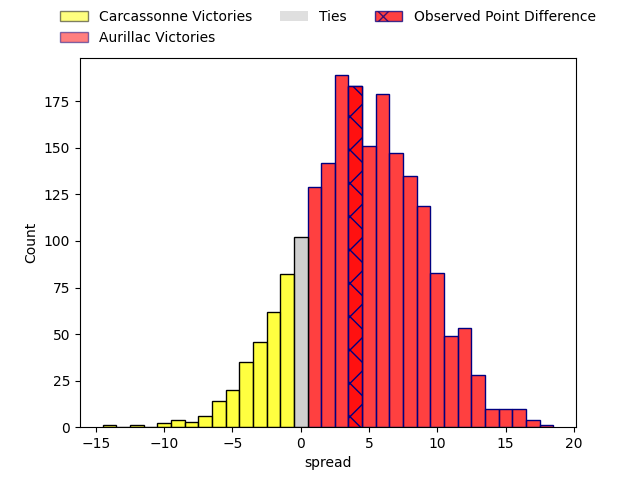 Carcassonne Victories
Ties
Observed Point Difference
Aurillac Victories
Count
175
150
125
100
75
50
25
0
−15
−10
−5
0
5
10
15
20
spread